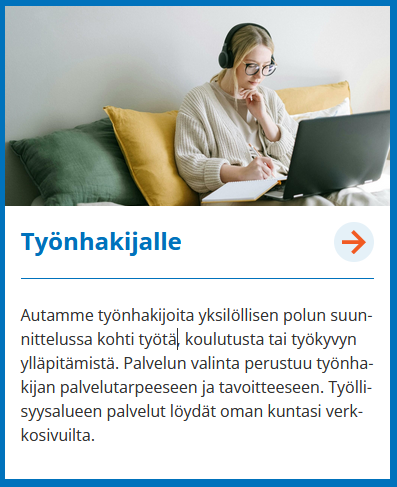 Työnhakijalle
Autamme työnhakijoita yksilöllisen polun suun-
nittelussa kohti työtä, koulutusta tai työkyvyn
ylläpitämistä. Palvelun valinta perustuu työnha-
kijan palvelutarpeeseen ja tavoitteeseen. Työlli-
syysalueen palvelut löydät oman kuntasi verk-
kosivuilta.